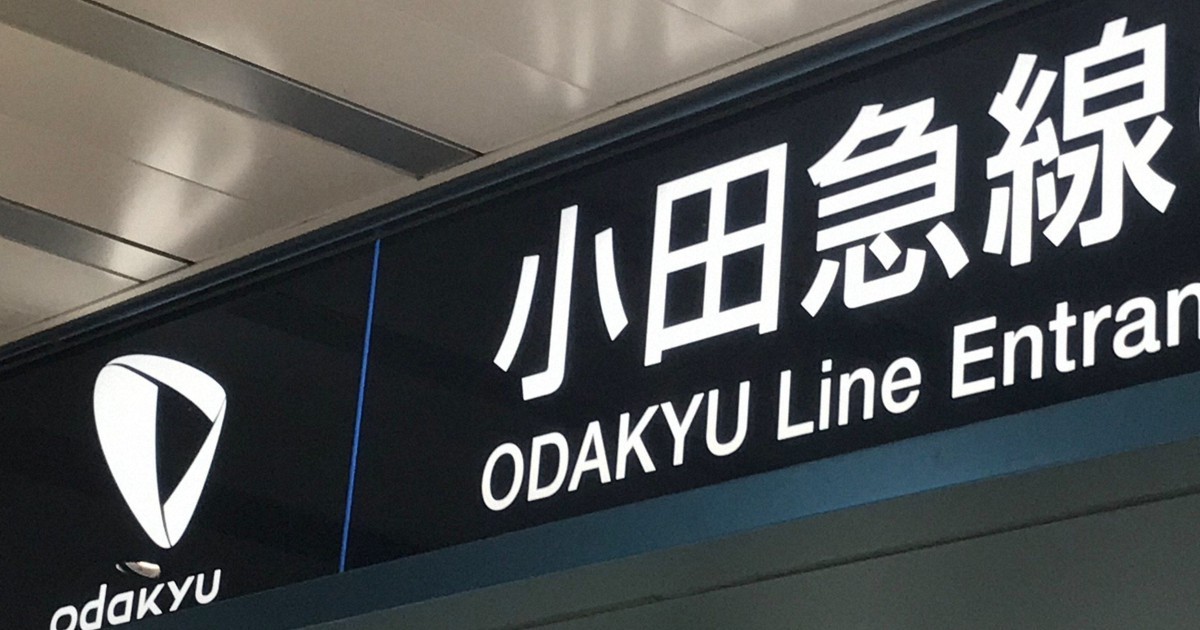 odakyu
小田急線
ODAKYU Line Entran